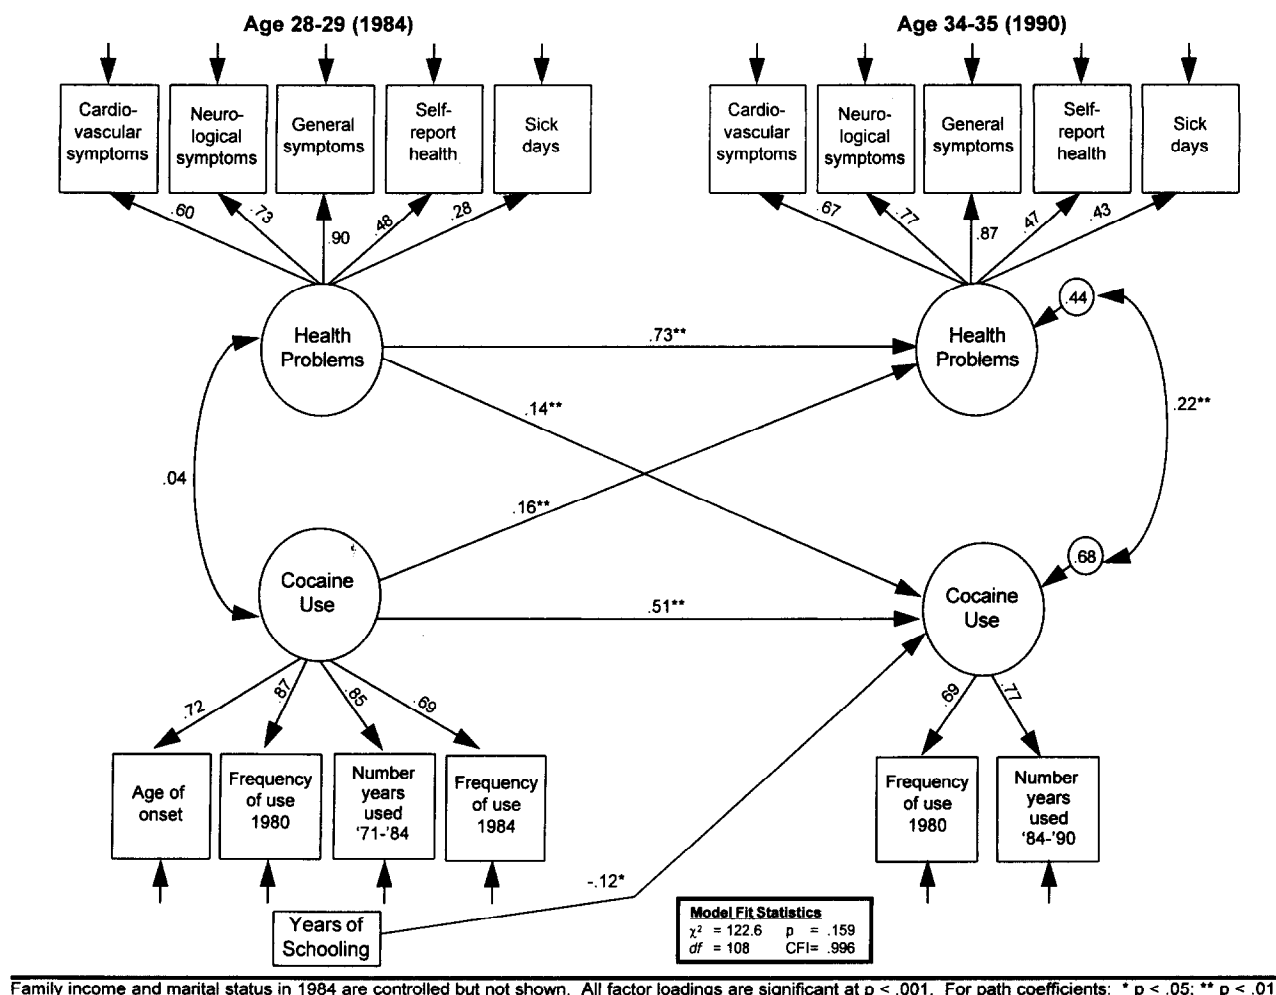 Age 28-29 (1984)
Age 34-35 (1990)
Cardio-
vascular
symptoms
Neuro-
logical
symptoms
General
symptoms
Self-
report
health
Sick
days
Cardio-
vascular
symptoms
Neuro-
logical
symptoms
General
symptoms
Self-
report
health
Sick
days
.60
.73
.90
.48
.28
.67
.77
.87
.47
.43
Health
Problems
Health
Problems
.44
.73**
.14**
.22**
.04
.16**
Cocaine
Use
Cocaine
Use
.68
.51**
.72
.87
.85
.69
.69
.77
Age of
onset
Frequency
of use
1980
Number
years
used
'71-'84
Frequency
of use
1984
Frequency
of use
1980
Number
years
used
'84-'90
-.12*
Years of
Schooling
Model Fit Statistics
χ² = 122.6 p = .159
df = 108 CFI= .996
Family income and marital status in 1984 are controlled but not shown. All factor loadings are significant at p < .001. For path coefficients: * p < .05; ** p < .01